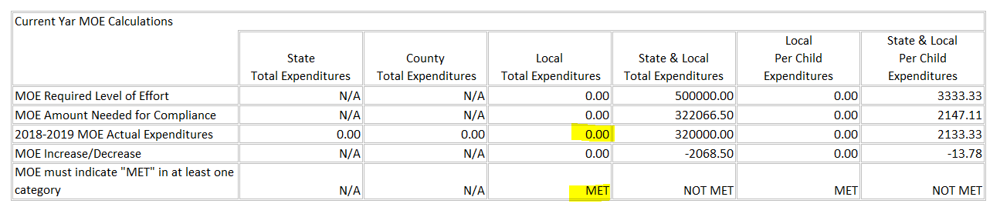 Current Yar MOE Calculations
State
Total Expenditures
County
Total Expenditures
Local
Total Expenditures
State & Local
Total Expenditures
Local
Per Child
Expenditures
State & Local
Per Child
Expenditures
MOE Required Level of Effort N/A N/A 0.00 500000.00 0.00 3333.33
MOE Amount Needed for Compliance N/A N/A 0.00 322066.50 0.00 2147.11
2018-2019 MOE Actual Expenditures 0.00 0.00 0.00 320000.00 0.00 2133.33
MOE Increase/Decrease N/A N/A 0.00 -2068.50 0.00 -13.78
MOE must indicate "MET" in at least one
category N/A N/A MET NOT MET MET NOT MET